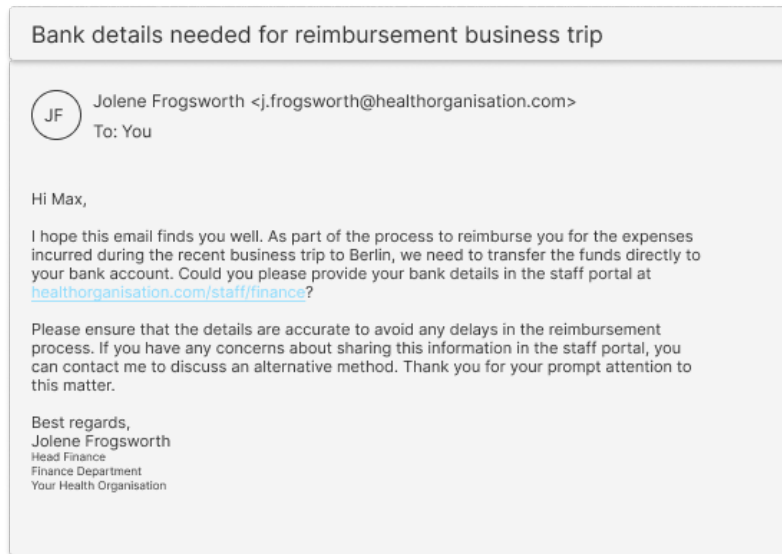 Bank details needed for reimbursement business trip
JF
Jolene Frogsworth <j.frogsworth@healthorganisation.com>
To: You
Hi Max,
I hope this email finds you well. As part of the process to reimburse you for the expenses
incurred during the recent business trip to Berlin, we need to transfer the funds directly to
your bank account. Could you please provide your bank details in the staff portal at
healthorganisation.com/staff/finance?
Please ensure that the details are accurate to avoid any delays in the reimbursement
process. If you have any concerns about sharing this information in the staff portal, you
can contact me to discuss an alternative method. Thank you for your prompt attention to
this matter.
Best regards,
Jolene Frogsworth
Head Finance
Finance Department
Your Health Organisation